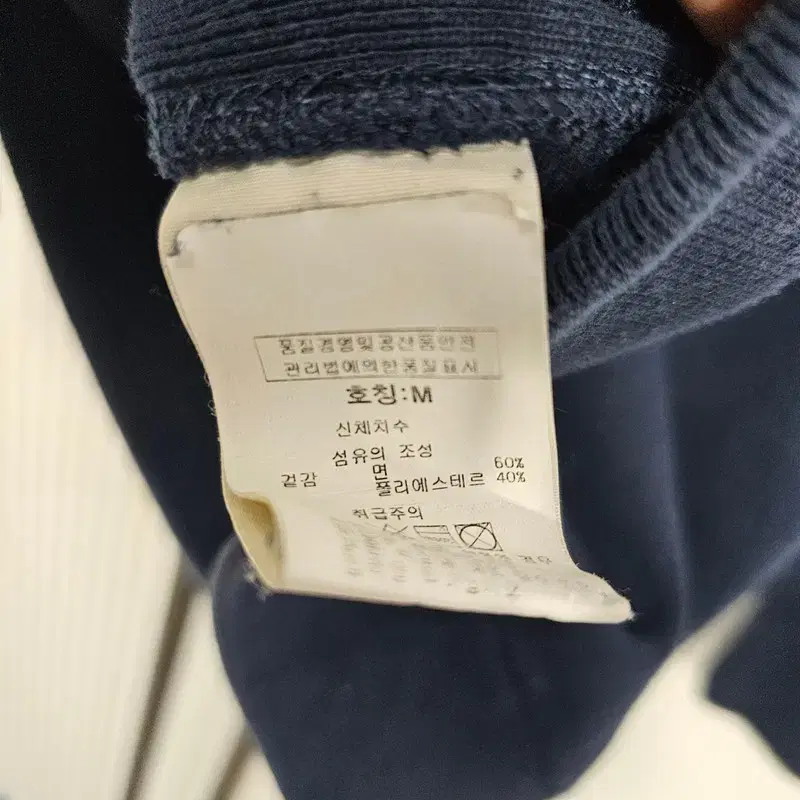 품질경영및공산품안전
관리법에의한품질표시
호칭:M
신체치수
섬유의 조성
겉감 면 60%
폴리에스테르 40%
취급주의